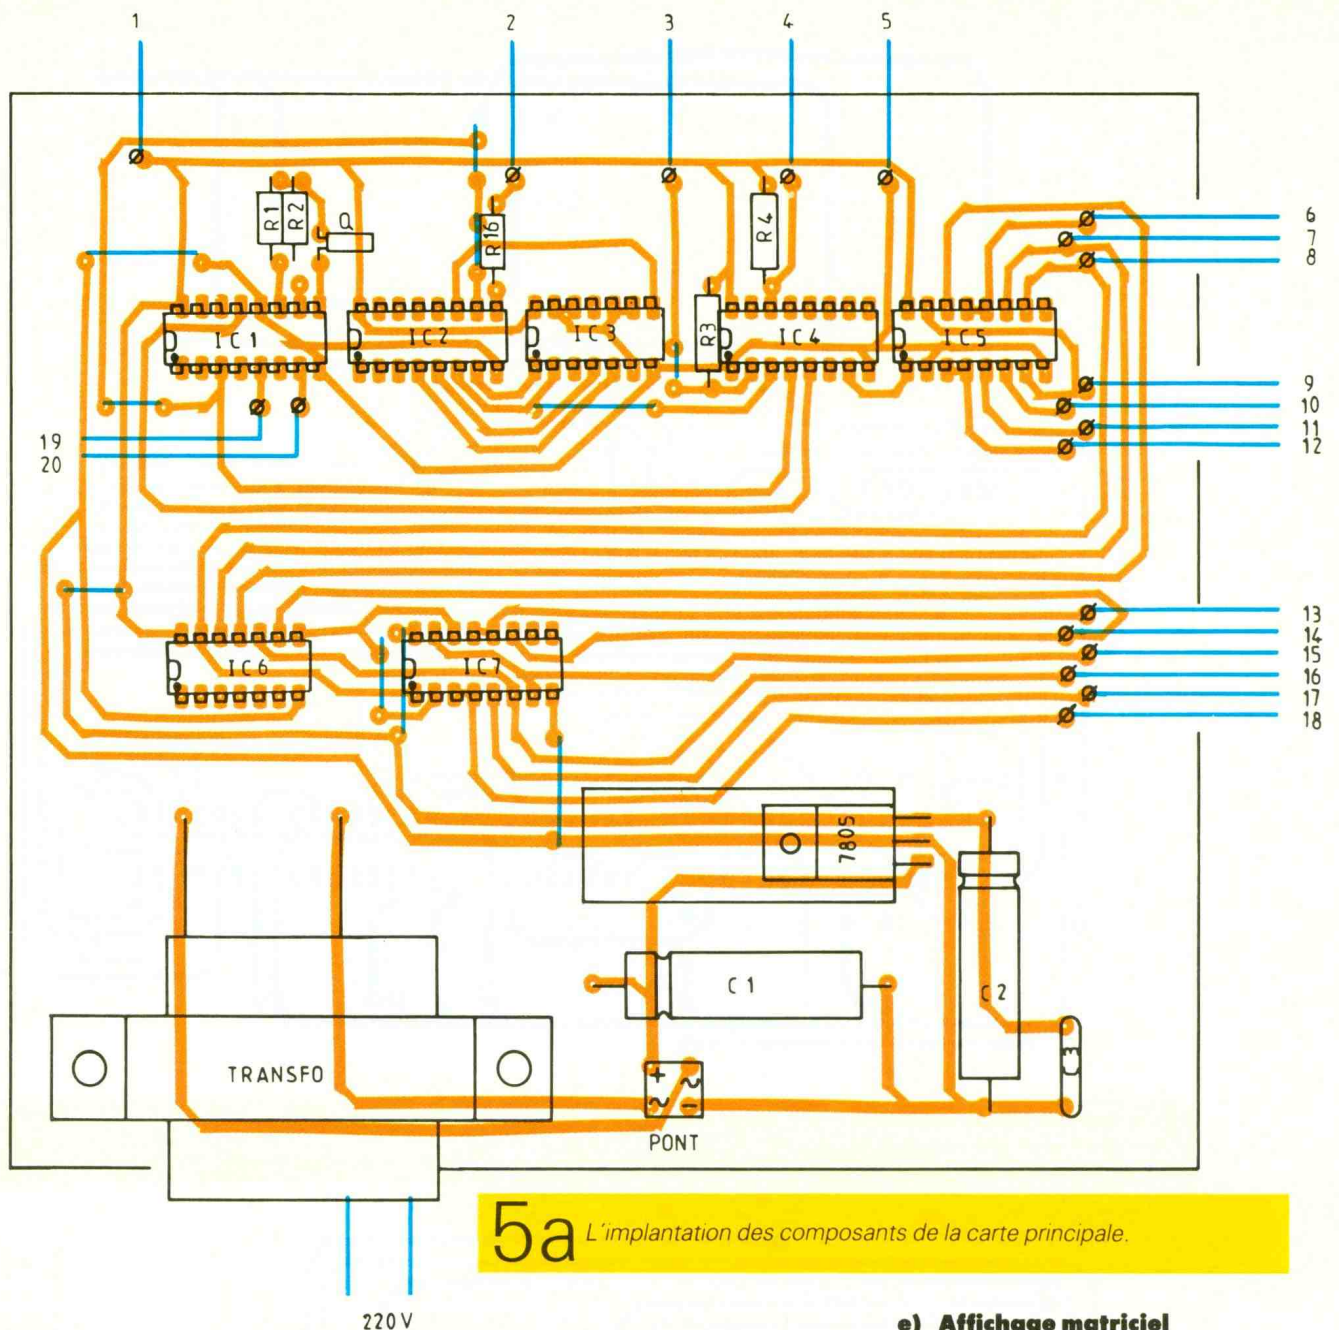 1 2 3 4 5
R1 R2 Q R16 R4
6
7
8
R3
IC1 IC2 IC3 IC4 IC5
9
10
11
12
19
20
13
14
15
16
17
18
IC6 IC7
7805
C1
C2
C3
TRANSFO
+ ~
~ −
PONT
5a L'implantation des composants de la carte principale.
220 V
e) Affichage matriciel